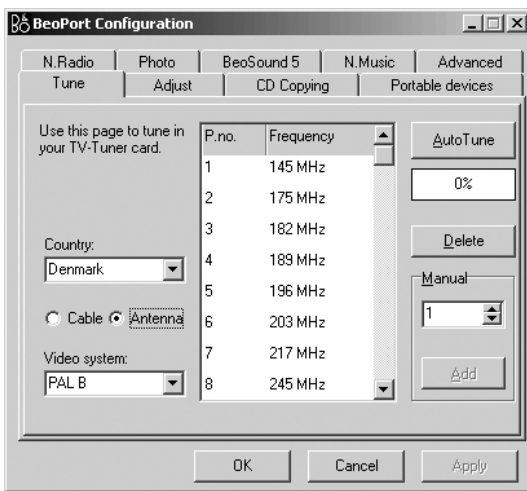 BeoPort Configuration
N.Radio Photo BeoSound 5 N.Music Advanced
Tune Adjust CD Copying Portable devices
Use this page to tune in
your TV-Tuner card.
Country:
Denmark
Cable Antenna
Video system:
PAL B
P.no. Frequency
1 145 MHz
2 175 MHz
3 182 MHz
4 189 MHz
5 196 MHz
6 203 MHz
7 217 MHz
8 245 MHz
AutoTune
0%
Delete
Manual
1
Add
OK Cancel Apply